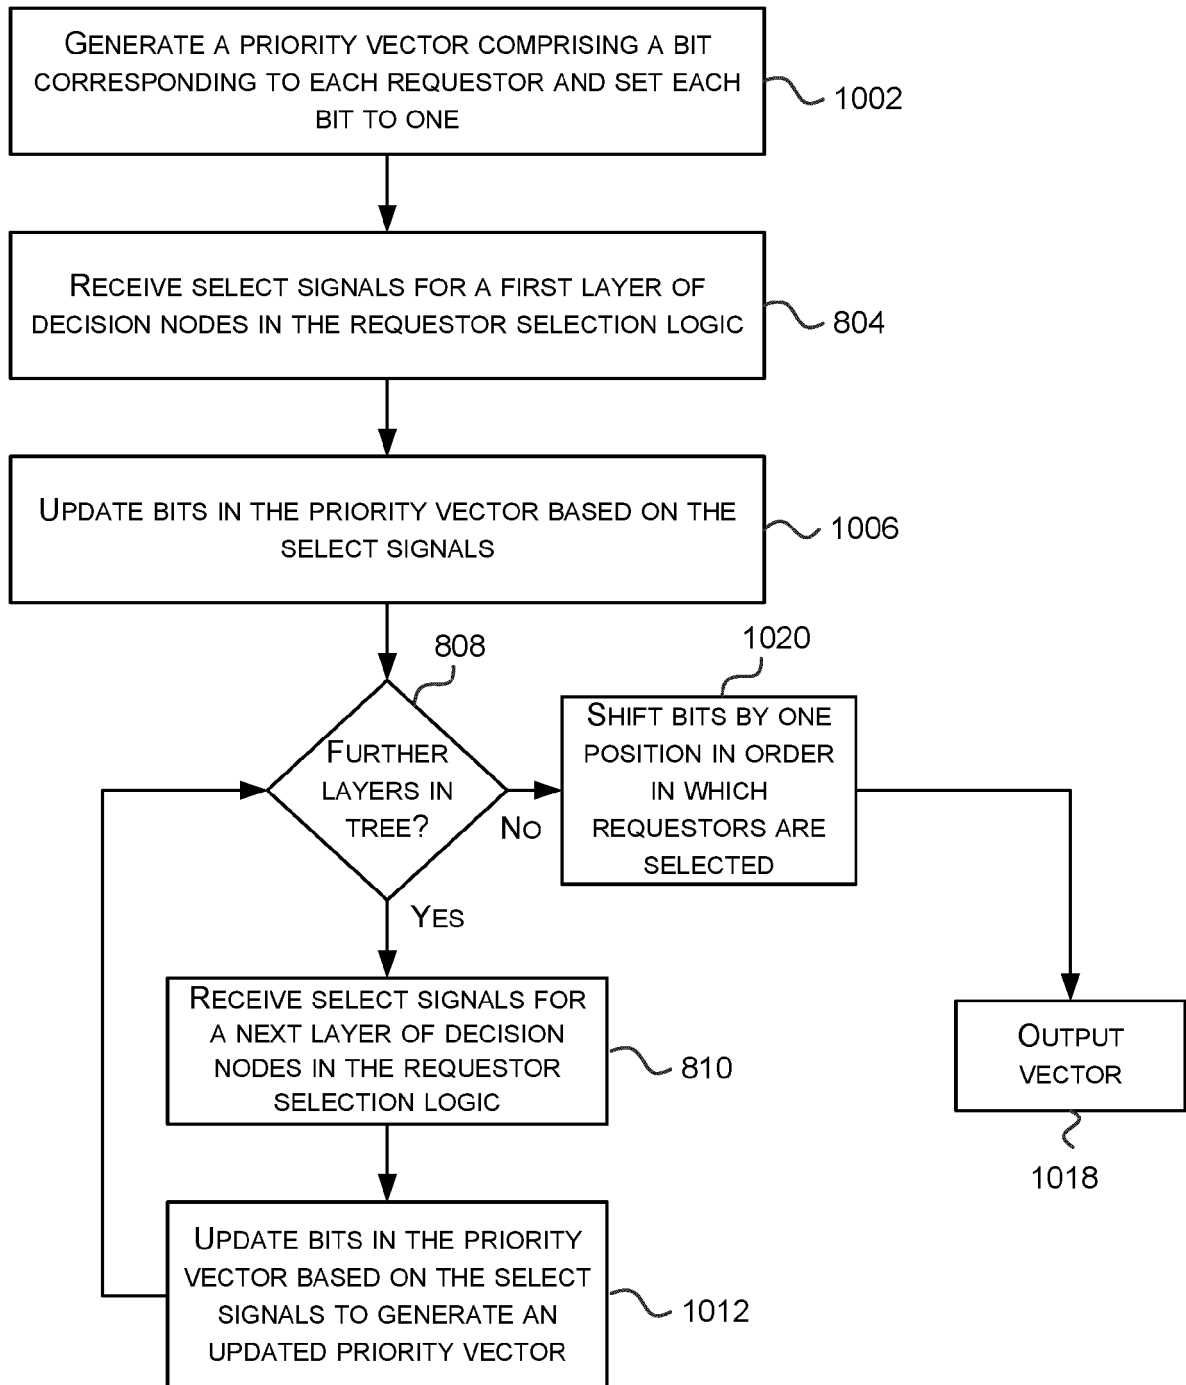 GENERATE A PRIORITY VECTOR COMPRISING A BIT
CORRESPONDING TO EACH REQUESTOR AND SET EACH
BIT TO ONE
1002
RECEIVE SELECT SIGNALS FOR A FIRST LAYER OF
DECISION NODES IN THE REQUESTOR SELECTION LOGIC
804
UPDATE BITS IN THE PRIORITY VECTOR BASED ON THE
SELECT SIGNALS
1006
808
FURTHER
LAYERS IN
TREE?
NO
YES
1020
SHIFT BITS BY ONE
POSITION IN ORDER
IN WHICH
REQUESTORS ARE
SELECTED
RECEIVE SELECT SIGNALS FOR
A NEXT LAYER OF DECISION
NODES IN THE REQUESTOR
SELECTION LOGIC
810
OUTPUT
VECTOR
1018
UPDATE BITS IN THE PRIORITY
VECTOR BASED ON THE SELECT
SIGNALS TO GENERATE AN
UPDATED PRIORITY VECTOR
1012